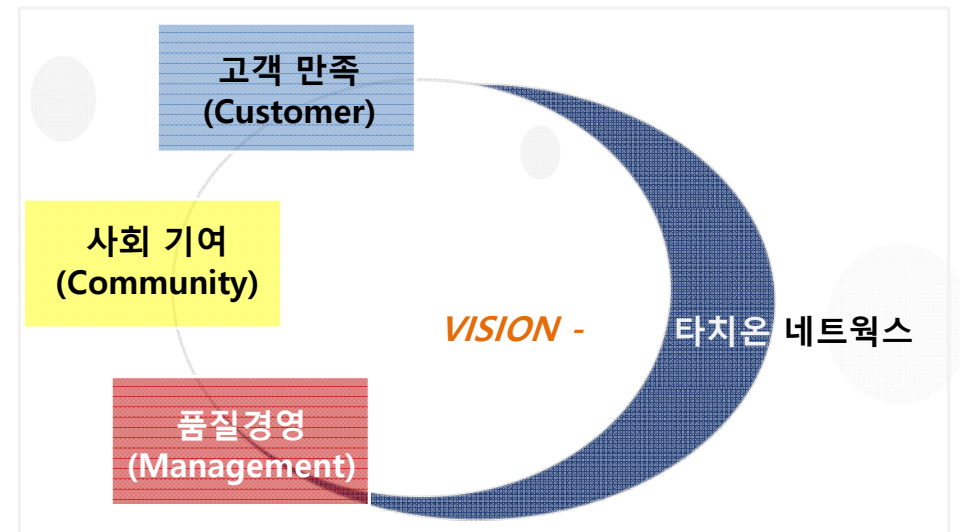 고객 만족
(Customer)
사회 기여
(Community)
VISION -
타치온 네트웍스
품질경영
(Management)